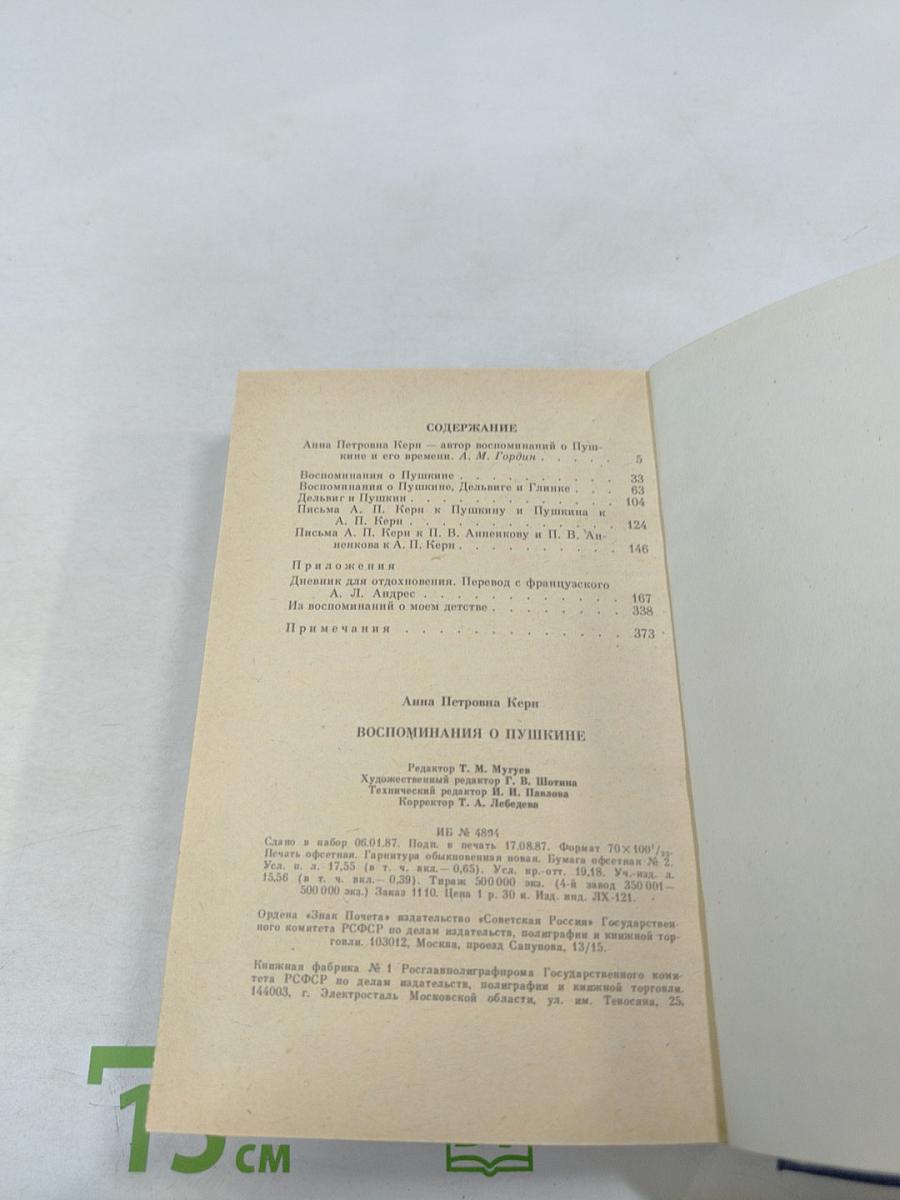 СОДЕРЖАНИЕ
Анна Петровна Керн — автор воспоминаний о Пуш-
кине и его времени. А. М. Гордин . . . . . 5
Воспоминания о Пушкине . . . . . . . . . . 33
Воспоминания о Пушкине, Дельвиге и Глинке . . . 63
Дельвиг и Пушкин . . . . . . . . . . . . . 104
Письма А. П. Керн к Пушкину и Пушкина к
А. П. Керн . . . . . . . . . . . . . 124
Письма А. П. Керн к П. В. Анненкову и П. В. Ан-
ненкова к А. П. Керн . . . . . . . . . . 146
Приложения
Дневник для отдохновения. Перевод с французского
А. Л. Андрес . . . . . . . . . . . . 167
Из воспоминаний о моем детстве . . . . . . . . 338
Примечания . . . . . . . . . . . . . 373
Анна Петровна Керн
ВОСПОМИНАНИЯ О ПУШКИНЕ
Редактор Т. М. Мугуев
Художественный редактор Г. В. Шотина
Технический редактор И. И. Павлова
Корректор Т. А. Лебедева
ИБ № 4894
Сдано в набор 06.01.87. Подп. в печать 17.08.87. Формат 70×100¹/₃₂.
Печать офсетная. Гарнитура обыкновенная новая. Бумага офсетная № 2.
Усл. п. л. 17,55 (в т. ч. вкл.— 0,65). Усл. кр.-отт. 19,18. Уч.-изд. л.
15,56 (в т. ч. вкл.— 0,39). Тираж 500 000 экз. (4-й завод 350 001—
500 000 экз.) Заказ 1110. Цена 1 р. 30 к. Изд. инд. ЛХ-121.
Ордена «Знак Почета» издательство «Советская Россия» Государствен-
ного комитета РСФСР по делам издательств, полиграфии и книжной тор-
говли. 103012, Москва, проезд Сапунова, 13/15.
Книжная фабрика № 1 Росглавполиграфпрома Государственного коми-
тета РСФСР по делам издательств, полиграфии и книжной торговли.
144003, г. Электросталь Московской области, ул. им. Тевосяна, 25.
15 см